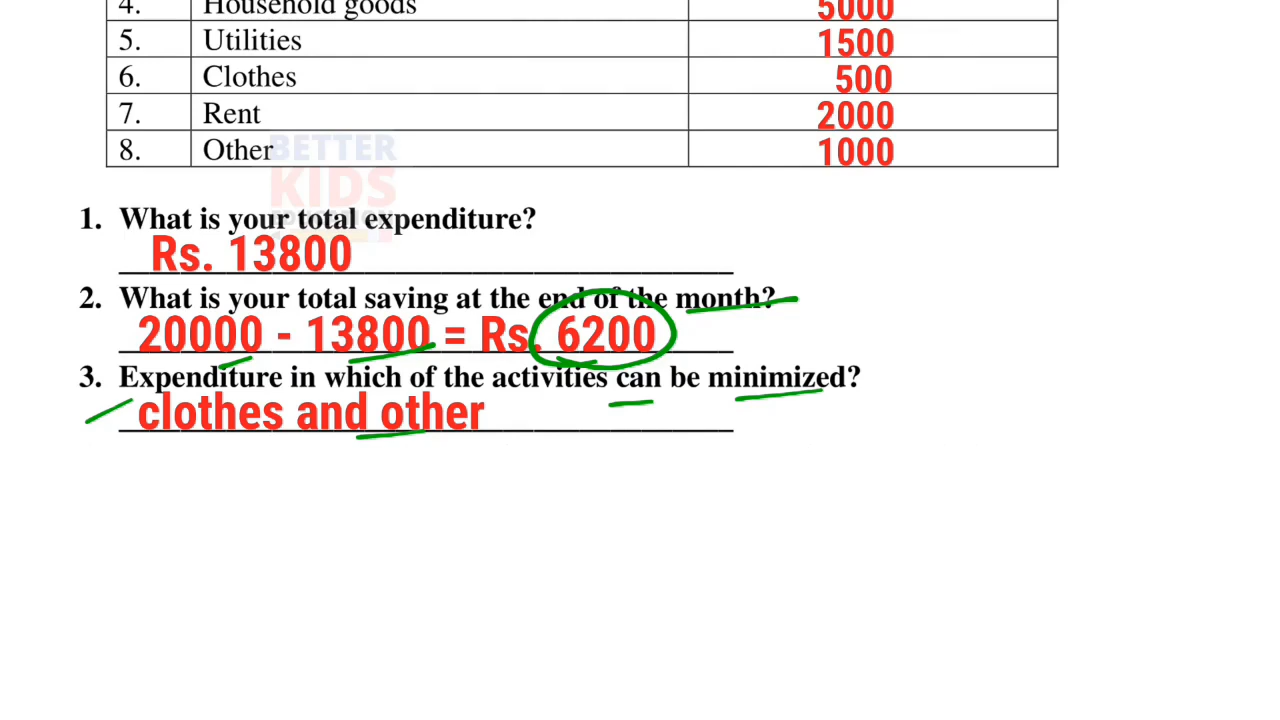 4. Household goods 5000
5. Utilities 1500
6. Clothes 500
7. Rent 2000
8. Other 1000
BETTER
KIDS
1. What is your total expenditure?
Rs. 13800
2. What is your total saving at the end of the month?
20000 - 13800 = Rs. 6200
3. Expenditure in which of the activities can be minimized?
clothes and other